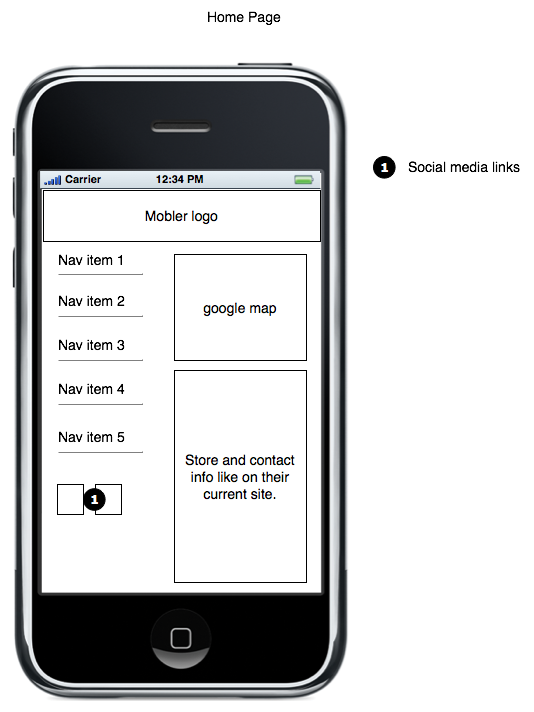 Home Page
1 Social media links
Carrier 12:34 PM
Mobler logo
Nav item 1
Nav item 2
Nav item 3
Nav item 4
Nav item 5
1
google map
Store and contact
info like on their
current site.